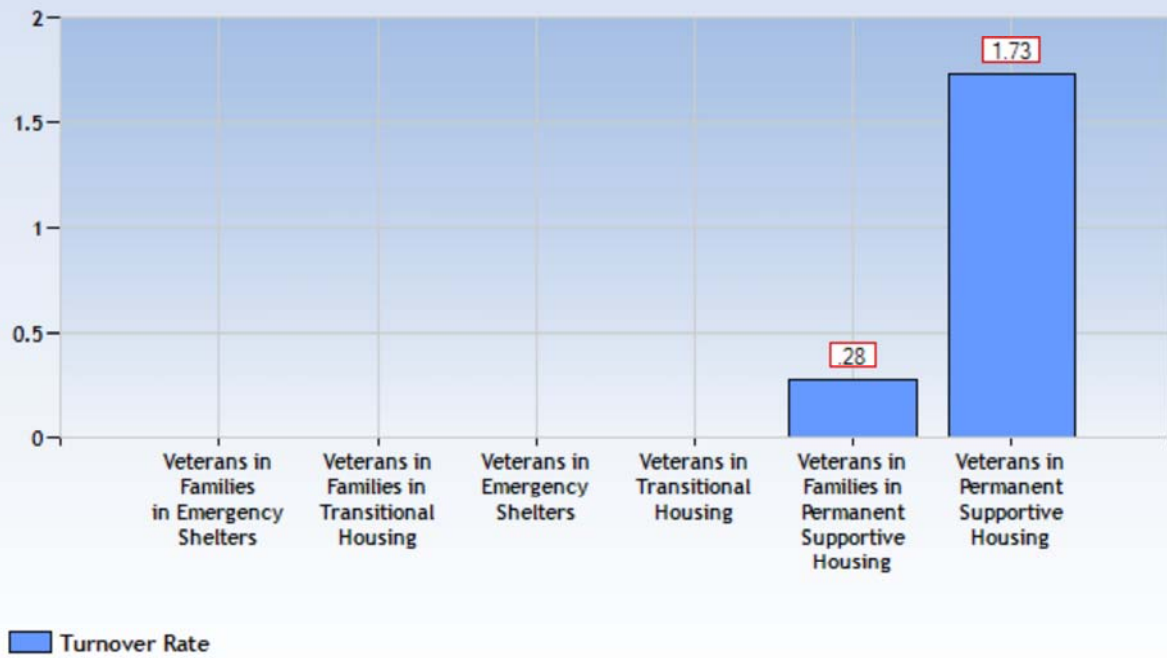 2
1.5
1
0.5
0
.28
1.73
Veterans in
Families
in Emergency
Shelters
Veterans in
Families in
Transitional
Housing
Veterans in
Emergency
Shelters
Veterans in
Transitional
Housing
Veterans in
Families in
Permanent
Supportive
Housing
Veterans in
Permanent
Supportive
Housing
Turnover Rate